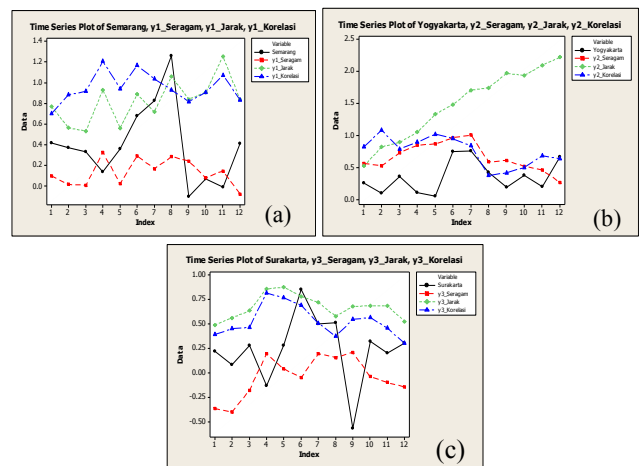 Time Series Plot of Semarang, y1_Seragam, y1_Jarak, y1_Korelasi
Variable
Semarang
y1_Seragam
y1_Jarak
y1_Korelasi
1.4
1.2
1.0
0.8
0.6
0.4
0.2
0.0
Data
1 2 3 4 5 6 7 8 9 10 11 12
Index
(a)
Time Series Plot of Yogyakarta, y2_Seragam, y2_Jarak, y2_Korelasi
Variable
Yogyakarta
y2_Seragam
y2_Jarak
y2_Korelasi
2.5
2.0
1.5
1.0
0.5
0.0
Data
1 2 3 4 5 6 7 8 9 10 11 12
Index
(b)
Time Series Plot of Surakarta, y3_Seragam, y3_Jarak, y3_Korelasi
Variable
Surakarta
y3_Seragam
y3_Jarak
y3_Korelasi
1.00
0.75
0.50
0.25
0.00
-0.25
-0.50
Data
1 2 3 4 5 6 7 8 9 10 11 12
Index
(c)